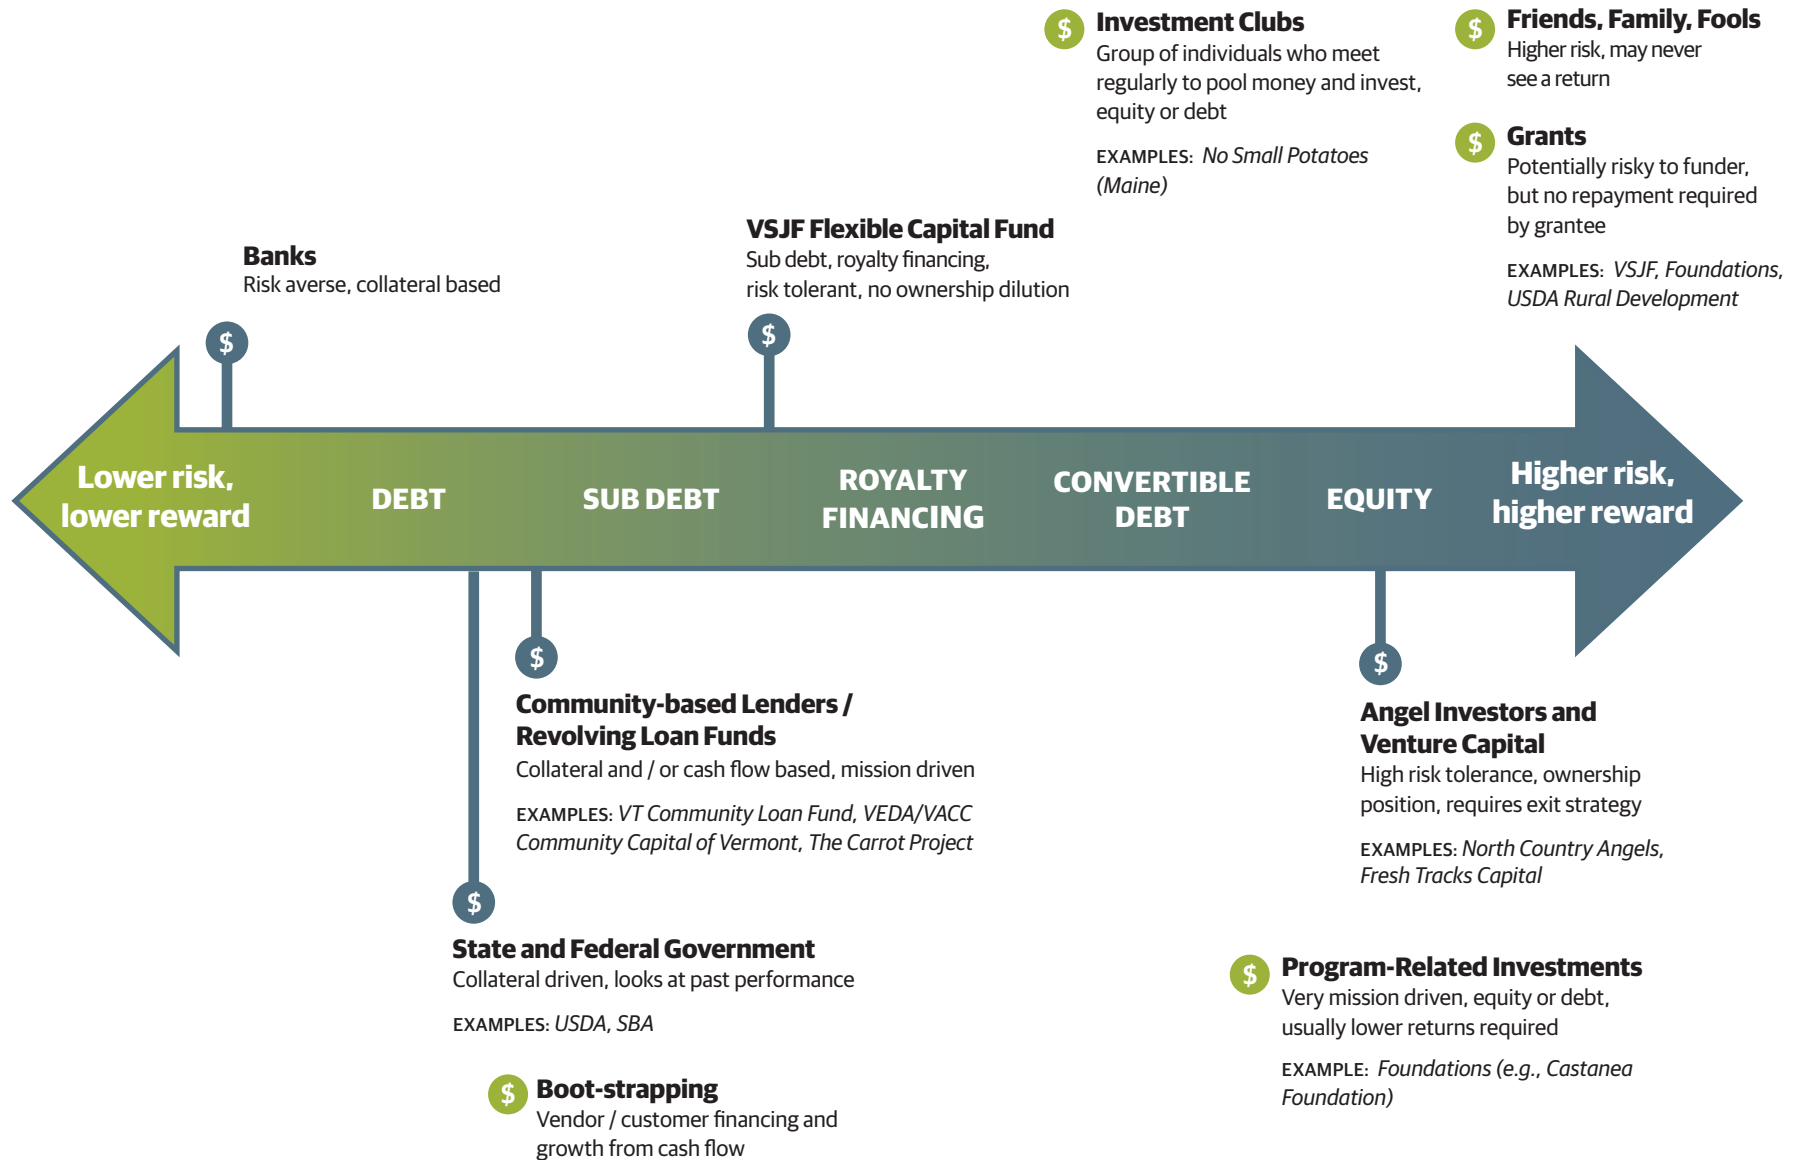 $ Investment Clubs
Group of individuals who meet
regularly to pool money and invest,
equity or debt
EXAMPLES: No Small Potatoes
(Maine)
$ Friends, Family, Fools
Higher risk, may never
see a return
$ Grants
Potentially risky to funder,
but no repayment required
by grantee
EXAMPLES: VSJF, Foundations,
USDA Rural Development
Banks
Risk averse, collateral based
$
VSJF Flexible Capital Fund
Sub debt, royalty financing,
risk tolerant, no ownership dilution
$
Lower risk,
lower reward
DEBT
SUB DEBT
ROYALTY
FINANCING
CONVERTIBLE
DEBT
EQUITY
Higher risk,
higher reward
$
Community-based Lenders /
Revolving Loan Funds
Collateral and / or cash flow based, mission driven
EXAMPLES: VT Community Loan Fund, VEDA/VACC
Community Capital of Vermont, The Carrot Project
$
Angel Investors and
Venture Capital
High risk tolerance, ownership
position, requires exit strategy
EXAMPLES: North Country Angels,
Fresh Tracks Capital
$
State and Federal Government
Collateral driven, looks at past performance
EXAMPLES: USDA, SBA
$ Program-Related Investments
Very mission driven, equity or debt,
usually lower returns required
EXAMPLE: Foundations (e.g., Castanea
Foundation)
$ Boot-strapping
Vendor / customer financing and
growth from cash flow